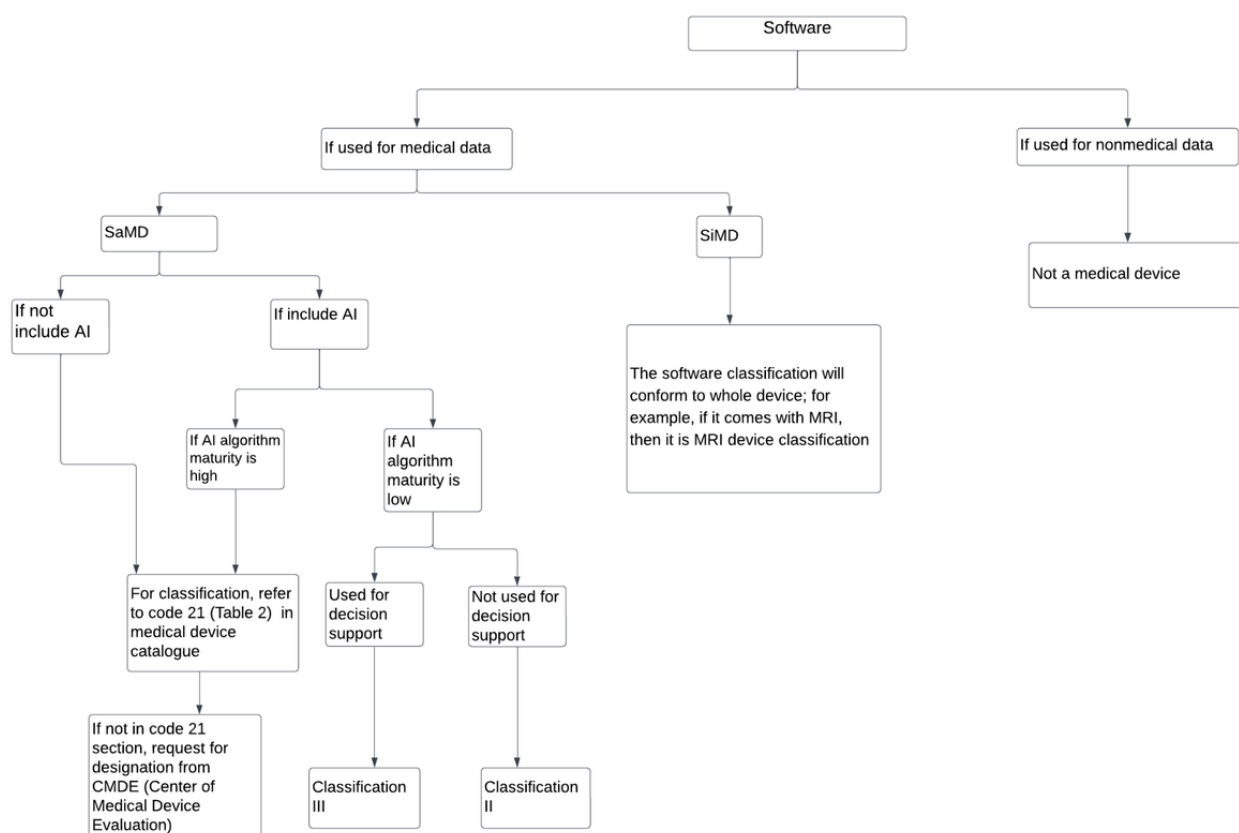 Software
If used for medical data
If used for nonmedical data
SaMD
SiMD
Not a medical device
If not
include AI
If include AI
The software classification will
conform to whole device; for
example, if it comes with MRI,
then it is MRI device classification
If AI algorithm
maturity is
high
If AI
algorithm
maturity is
low
For classification, refer
to code 21 (Table 2) in
medical device
catalogue
Used for
decision
support
Not used for
decision
support
If not in code 21
section, request for
designation from
CMDE (Center of
Medical Device
Evaluation)
Classification
III
Classification
II